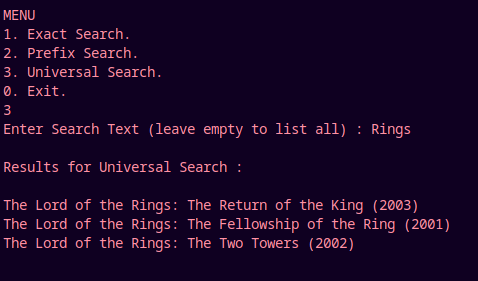 MENU
1. Exact Search.
2. Prefix Search.
3. Universal Search.
0. Exit.
3
Enter Search Text (leave empty to list all) : Rings
Results for Universal Search :
The Lord of the Rings: The Return of the King (2003)
The Lord of the Rings: The Fellowship of the Ring (2001)
The Lord of the Rings: The Two Towers (2002)